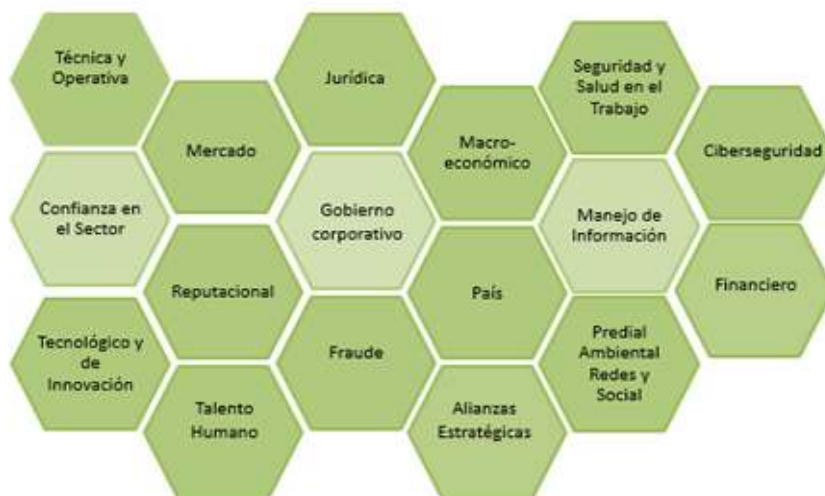 Técnica y
Operativa
Jurídica
Seguridad y
Salud en el
Trabajo
Mercado
Macro-
económico
Ciberseguridad
Confianza en
el Sector
Gobierno
corporativo
Manejo de
Información
Reputacional
País
Financiero
Tecnológico y
de
Innovación
Fraude
Predial
Ambiental
Redes y
Social
Talento
Humano
Alianzas
Estratégicas